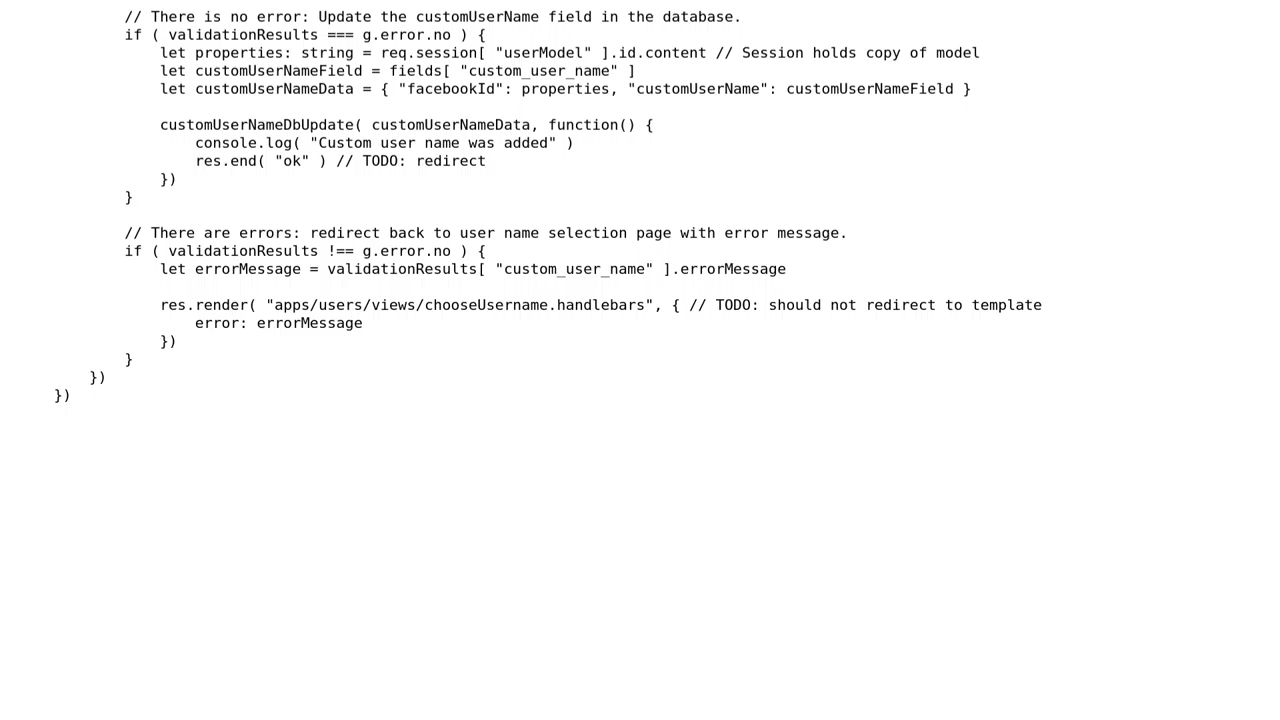 // There is no error: Update the customUserName field in the database.
if ( validationResults === g.error.no ) {
let properties: string = req.session[ "userModel" ].id.content // Session holds copy of model
let customUserNameField = fields[ "custom_user_name" ]
let customUserNameData = { "facebookId": properties, "customUserName": customUserNameField }
customUserNameDbUpdate( customUserNameData, function() {
console.log( "Custom user name was added" )
res.end( "ok" ) // TODO: redirect
})
}
// There are errors: redirect back to user name selection page with error message.
if ( validationResults !== g.error.no ) {
let errorMessage = validationResults[ "custom_user_name" ].errorMessage
res.render( "apps/users/views/chooseUsername.handlebars", { // TODO: should not redirect to template
error: errorMessage
})
}
})
})